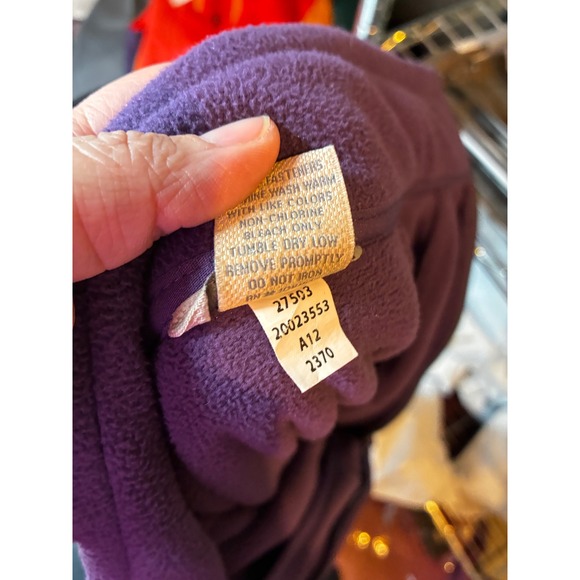 FASTENERS
WASH WARM
WITH LIKE COLORS
NON-CHLORINE
BLEACH ONLY
TUMBLE DRY LOW
REMOVE PROMPTLY
DO NOT IRON
27503
20023553
A12
2370